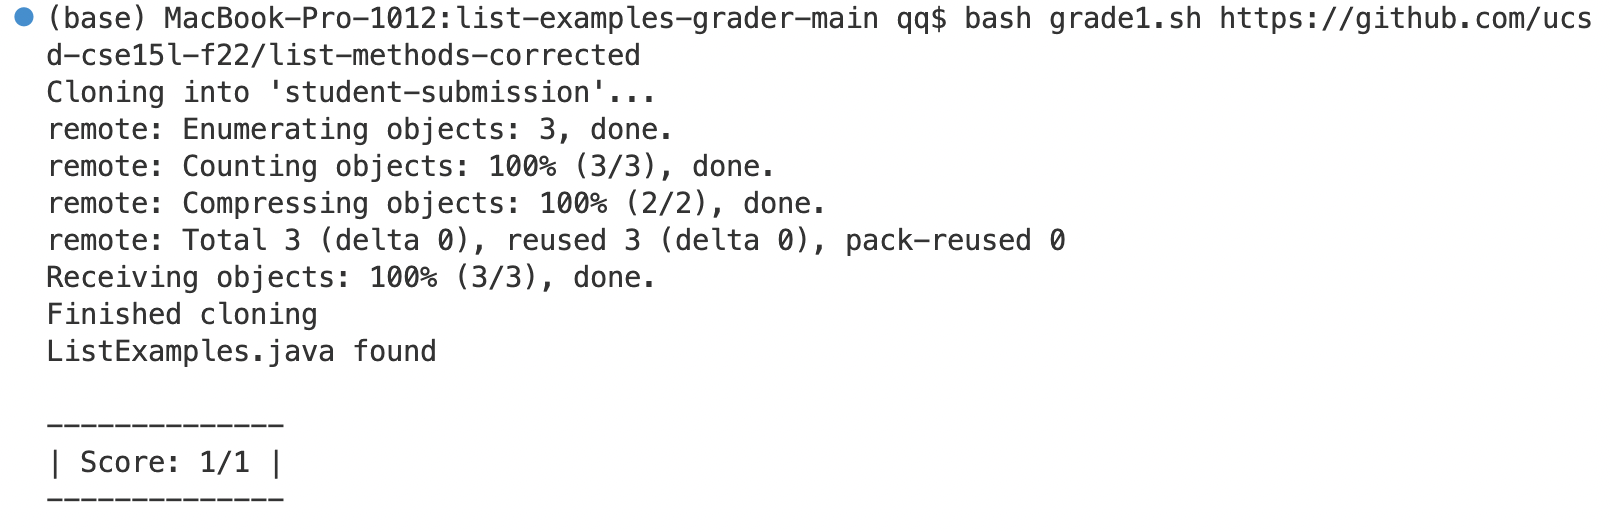 (base) MacBook-Pro-1012:list-examples-grader-main qq$ bash grade1.sh https://github.com/ucs
d-cse15l-f22/list-methods-corrected
Cloning into 'student-submission'...
remote: Enumerating objects: 3, done.
remote: Counting objects: 100% (3/3), done.
remote: Compressing objects: 100% (2/2), done.
remote: Total 3 (delta 0), reused 3 (delta 0), pack-reused 0
Receiving objects: 100% (3/3), done.
Finished cloning
ListExamples.java found

--------------
| Score: 1/1 |
--------------